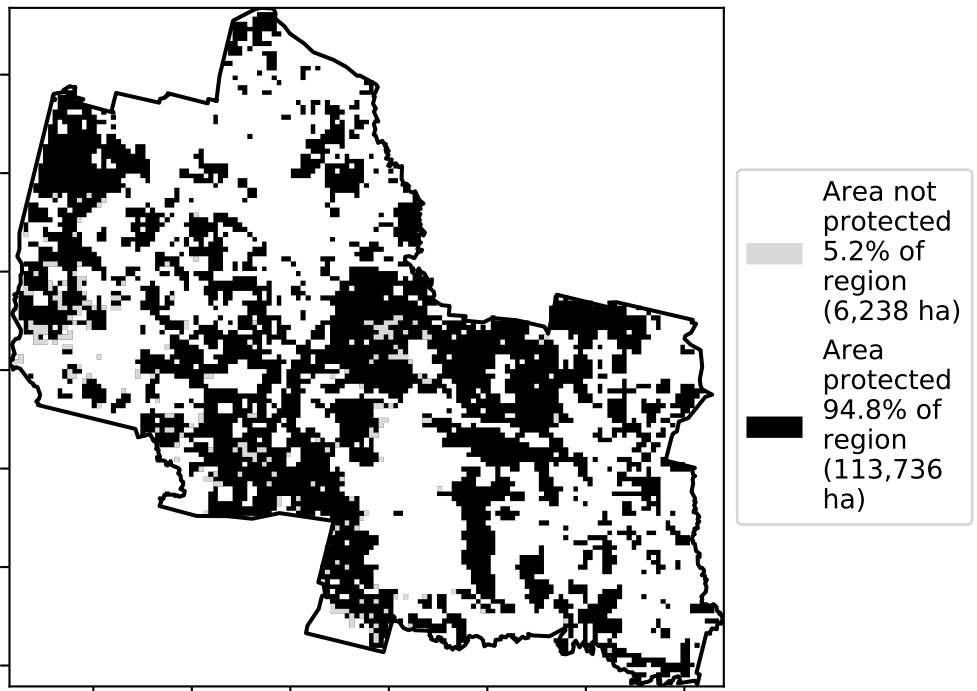 Area not
protected
5.2% of
region
(6,238 ha)
Area
protected
94.8% of
region
(113,736
ha)